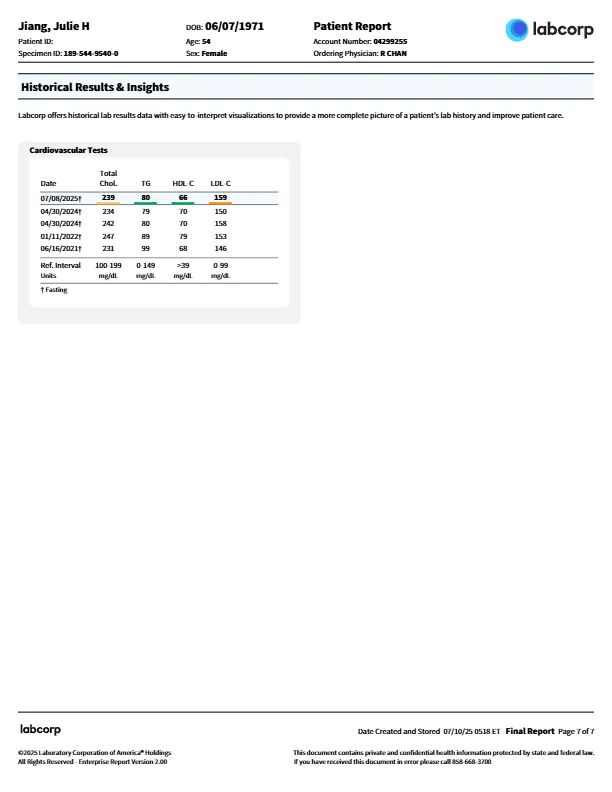 Jiang, Julie H
DOB: 06/07/1971
Patient Report
labcorp
Patient ID:
Age: 54
Account Number: 04299255
Specimen ID: 189-544-9540-0
Sex: Female
Ordering Physician: R CHAN
Historical Results & Insights
Labcorp offers historical lab results data with easy-to-interpret visualizations to provide a more complete picture of a patient's lab history and improve patient care.
Cardiovascular Tests
Date Total Chol. TG HDL-C LDL-C
07/08/2025† 239 80 66 159
04/30/2024† 234 79 70 150
04/30/2024† 242 80 70 158
01/11/2022† 247 89 79 153
06/16/2021† 231 99 68 146
Ref. Interval 100-199 0-149 >39 0-99
Units mg/dL mg/dL mg/dL mg/dL
† Fasting
labcorp
Date Created and Stored 07/10/25 0518 ET Final Report Page 7 of 7
©2025 Laboratory Corporation of America® Holdings
All Rights Reserved - Enterprise Report Version 2.00
This document contains private and confidential health information protected by state and federal law.
If you have received this document in error please call 858-668-3700